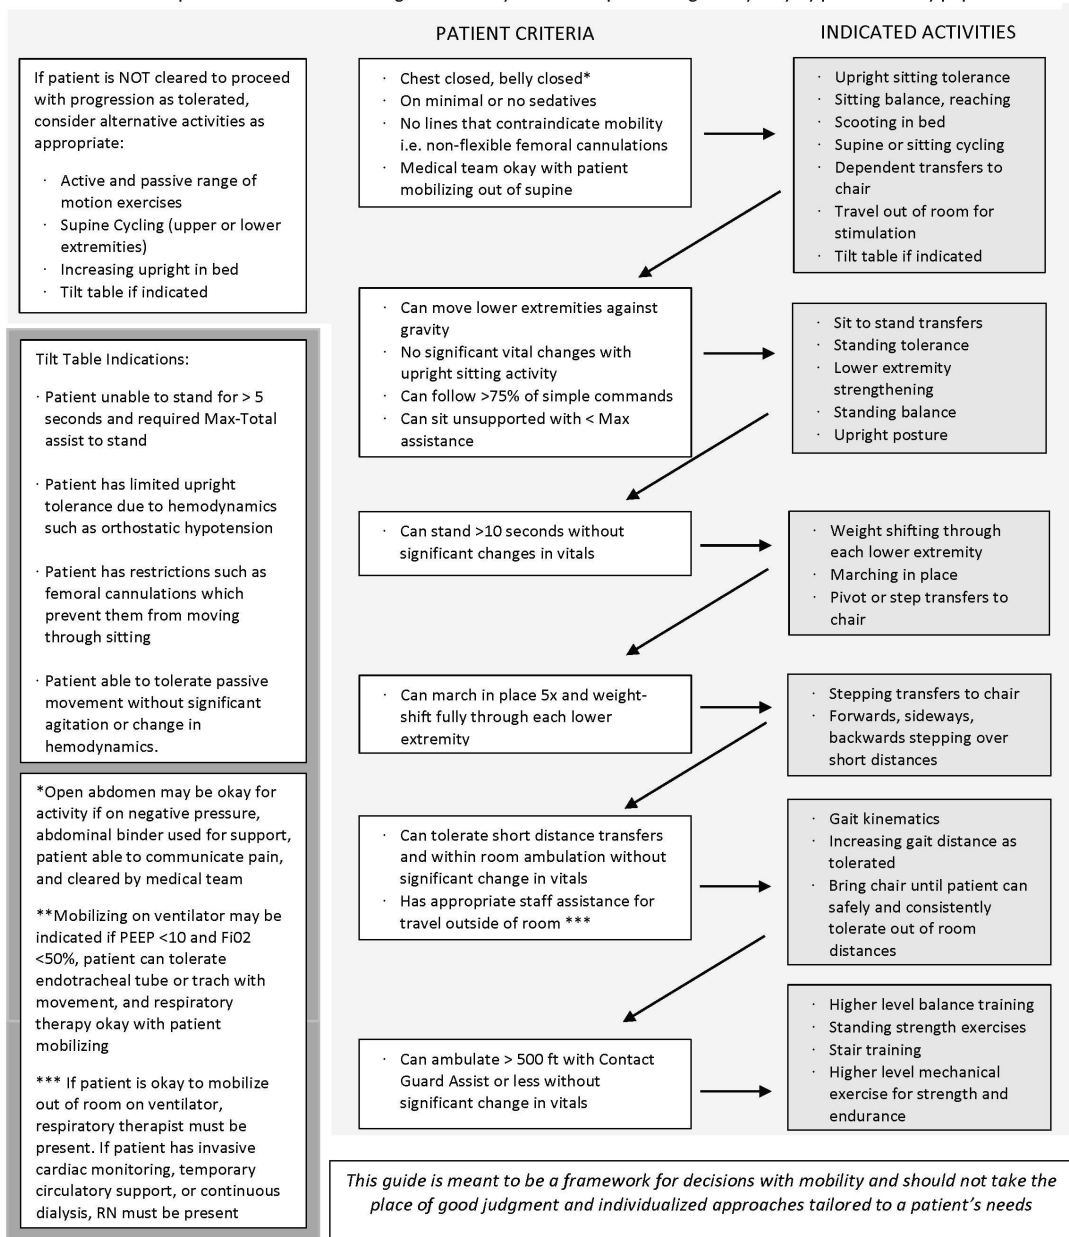 PATIENT CRITERIA
INDICATED ACTIVITIES
If patient is NOT cleared to proceed
with progression as tolerated,
consider alternative activities as
appropriate:
· Active and passive range of
motion exercises
· Supine Cycling (upper or lower
extremities)
· Increasing upright in bed
· Tilt table if indicated
· Chest closed, belly closed*
· On minimal or no sedatives
· No lines that contraindicate mobility
i.e. non-flexible femoral cannulations
· Medical team okay with patient
mobilizing out of supine
· Upright sitting tolerance
· Sitting balance, reaching
· Scooting in bed
· Supine or sitting cycling
· Dependent transfers to
chair
· Travel out of room for
stimulation
· Tilt table if indicated
· Can move lower extremities against
gravity
· No significant vital changes with
upright sitting activity
· Can follow >75% of simple commands
· Can sit unsupported with < Max
assistance
· Sit to stand transfers
· Standing tolerance
· Lower extremity
strengthening
· Standing balance
· Upright posture
Tilt Table Indications:
· Patient unable to stand for > 5
seconds and required Max-Total
assist to stand
· Patient has limited upright
tolerance due to hemodynamics
such as orthostatic hypotension
· Patient has restrictions such as
femoral cannulations which
prevent them from moving
through sitting
· Patient able to tolerate passive
movement without significant
agitation or change in
hemodynamics.
· Can stand >10 seconds without
significant changes in vitals
· Weight shifting through
each lower extremity
· Marching in place
· Pivot or step transfers to
chair
· Can march in place 5x and weight-
shift fully through each lower
extremity
· Stepping transfers to chair
· Forwards, sideways,
backwards stepping over
short distances
*Open abdomen may be okay for
activity if on negative pressure,
abdominal binder used for support,
patient able to communicate pain,
and cleared by medical team
**Mobilizing on ventilator may be
indicated if PEEP <10 and Fi02
<50%, patient can tolerate
endotracheal tube or trach with
movement, and respiratory
therapy okay with patient
mobilizing
*** If patient is okay to mobilize
out of room on ventilator,
respiratory therapist must be
present. If patient has invasive
cardiac monitoring, temporary
circulatory support, or continuous
dialysis, RN must be present
· Can tolerate short distance transfers
and within room ambulation without
significant change in vitals
· Has appropriate staff assistance for
travel outside of room ***
· Gait kinematics
· Increasing gait distance as
tolerated
· Bring chair until patient can
safely and consistently
tolerate out of room
distances
· Can ambulate > 500 ft with Contact
Guard Assist or less without
significant change in vitals
· Higher level balance training
· Standing strength exercises
· Stair training
· Higher level mechanical
exercise for strength and
endurance
This guide is meant to be a framework for decisions with mobility and should not take the
place of good judgment and individualized approaches tailored to a patient's needs